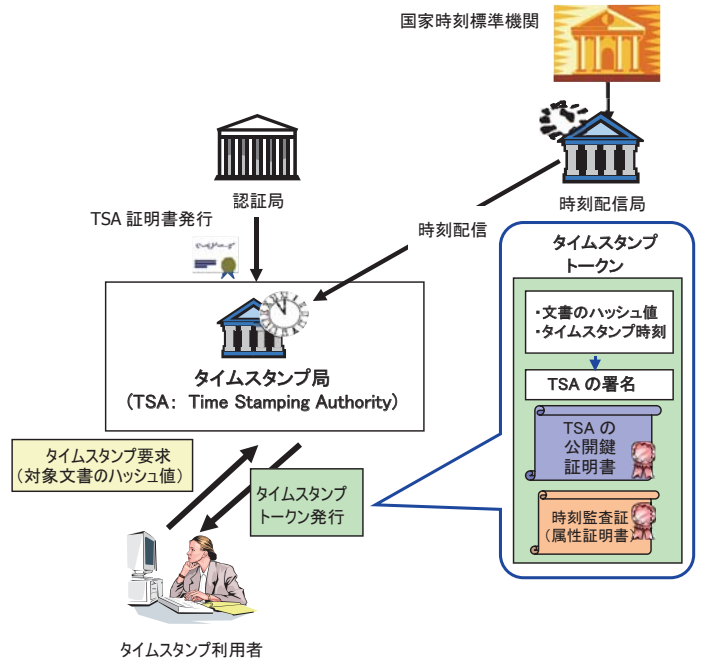 国家時刻標準機関
認証局
時刻配信局
TSA 証明書発行
時刻配信
タイムスタンプ
トークン
・文書のハッシュ値
・タイムスタンプ時刻
TSA の署名
タイムスタンプ局
(TSA: Time Stamping Authority)
TSA の
公開鍵
証明書
タイムスタンプ要求
(対象文書のハッシュ値)
タイムスタンプ
トークン発行
時刻監査証
(属性証明書)
タイムスタンプ利用者